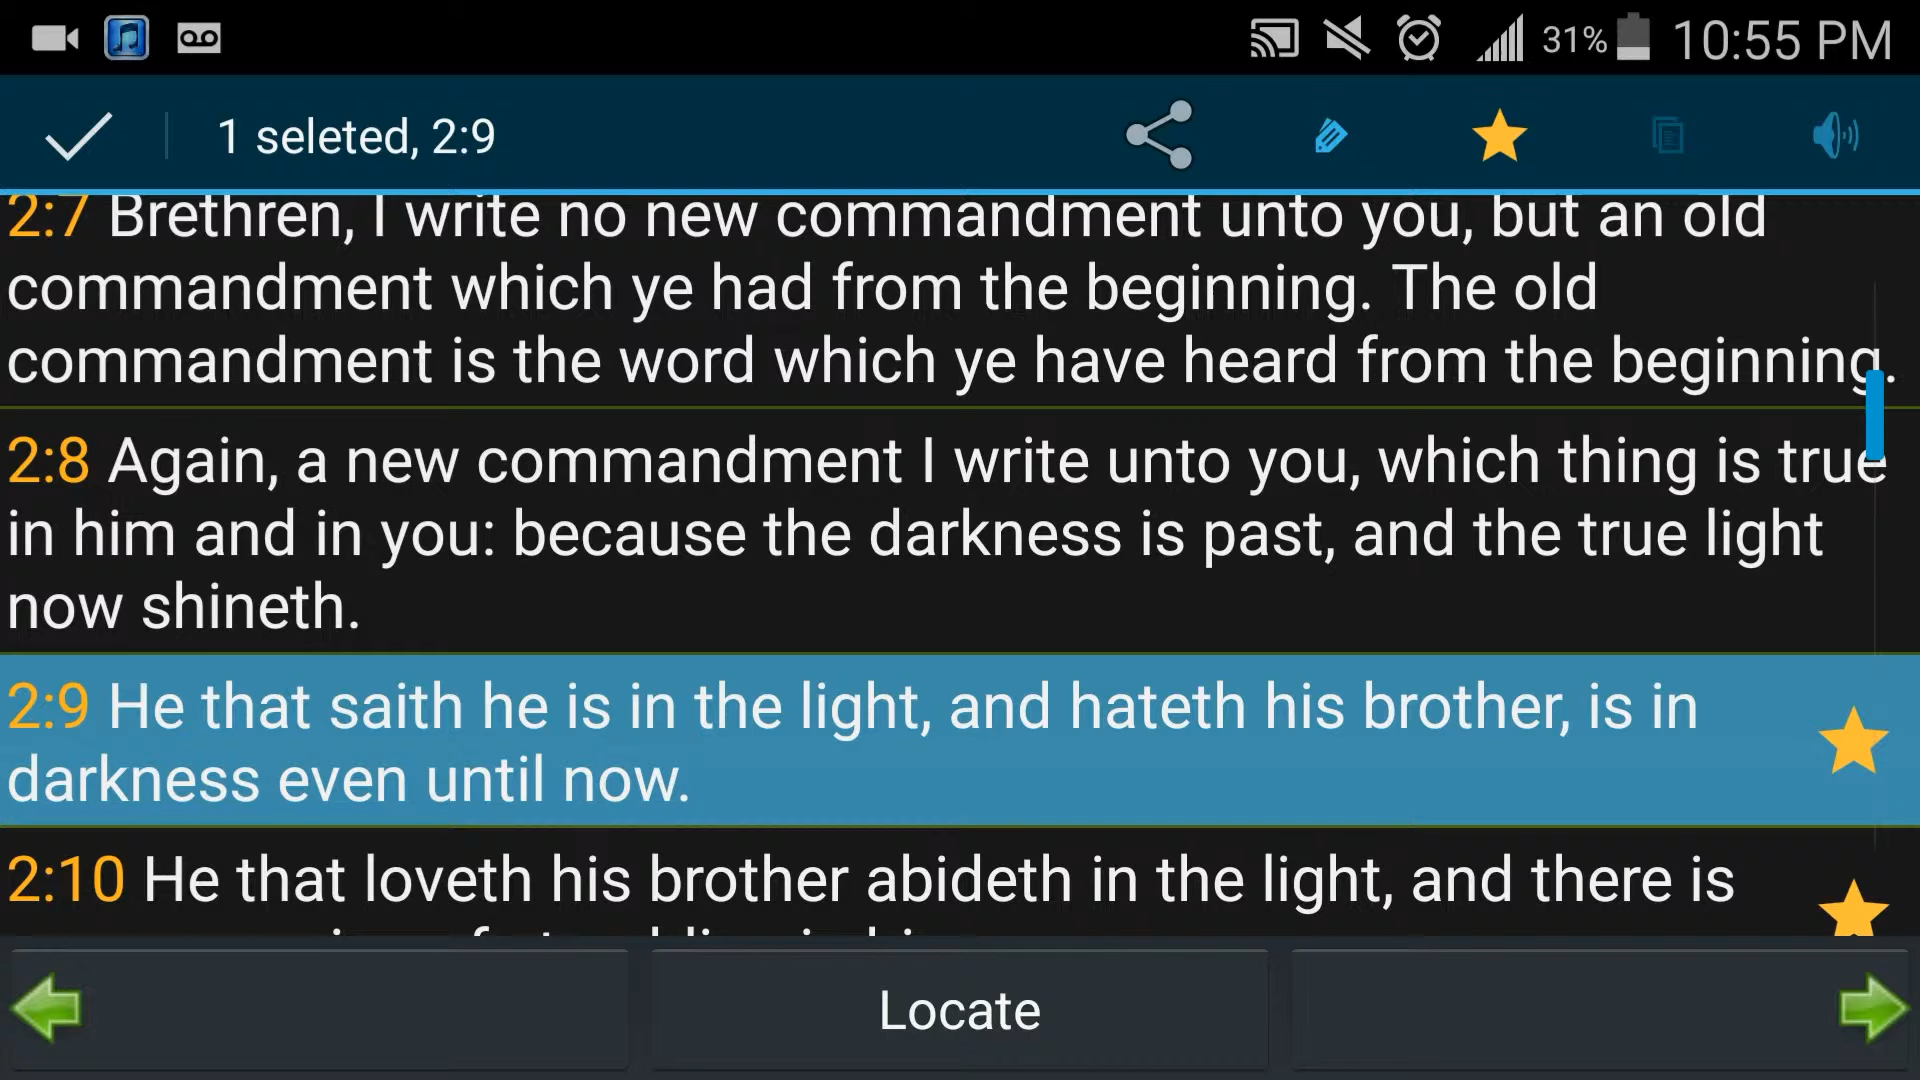 31% 10:55 PM
1 seleted, 2:9
2:7 Brethren, I write no new commandment unto you, but an old
commandment which ye had from the beginning. The old
commandment is the word which ye have heard from the beginning.
2:8 Again, a new commandment I write unto you, which thing is true
in him and in you: because the darkness is past, and the true light
now shineth.
2:9 He that saith he is in the light, and hateth his brother, is in
darkness even until now.
2:10 He that loveth his brother abideth in the light, and there is
Locate